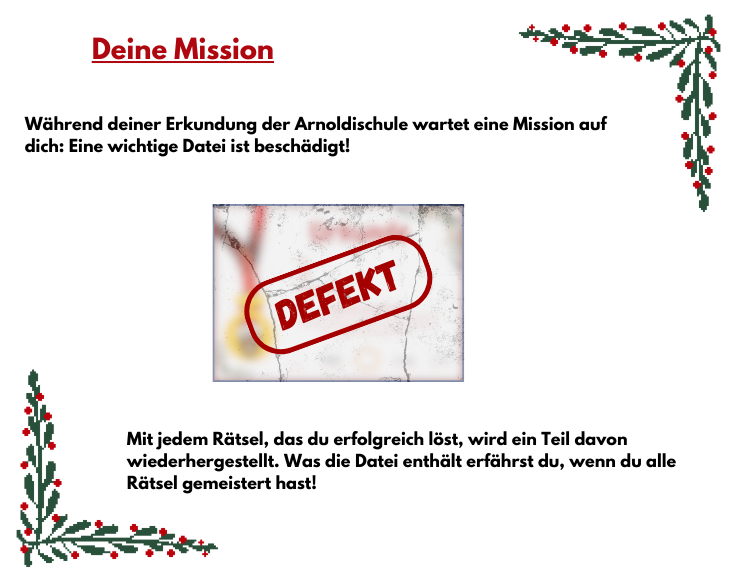 Deine Mission
Während deiner Erkundung der Arnoldischule wartet eine Mission auf
dich: Eine wichtige Datei ist beschädigt!
DEFEKT
Mit jedem Rätsel, das du erfolgreich löst, wird ein Teil davon
wiederhergestellt. Was die Datei enthält erfährst du, wenn du alle
Rätsel gemeistert hast!